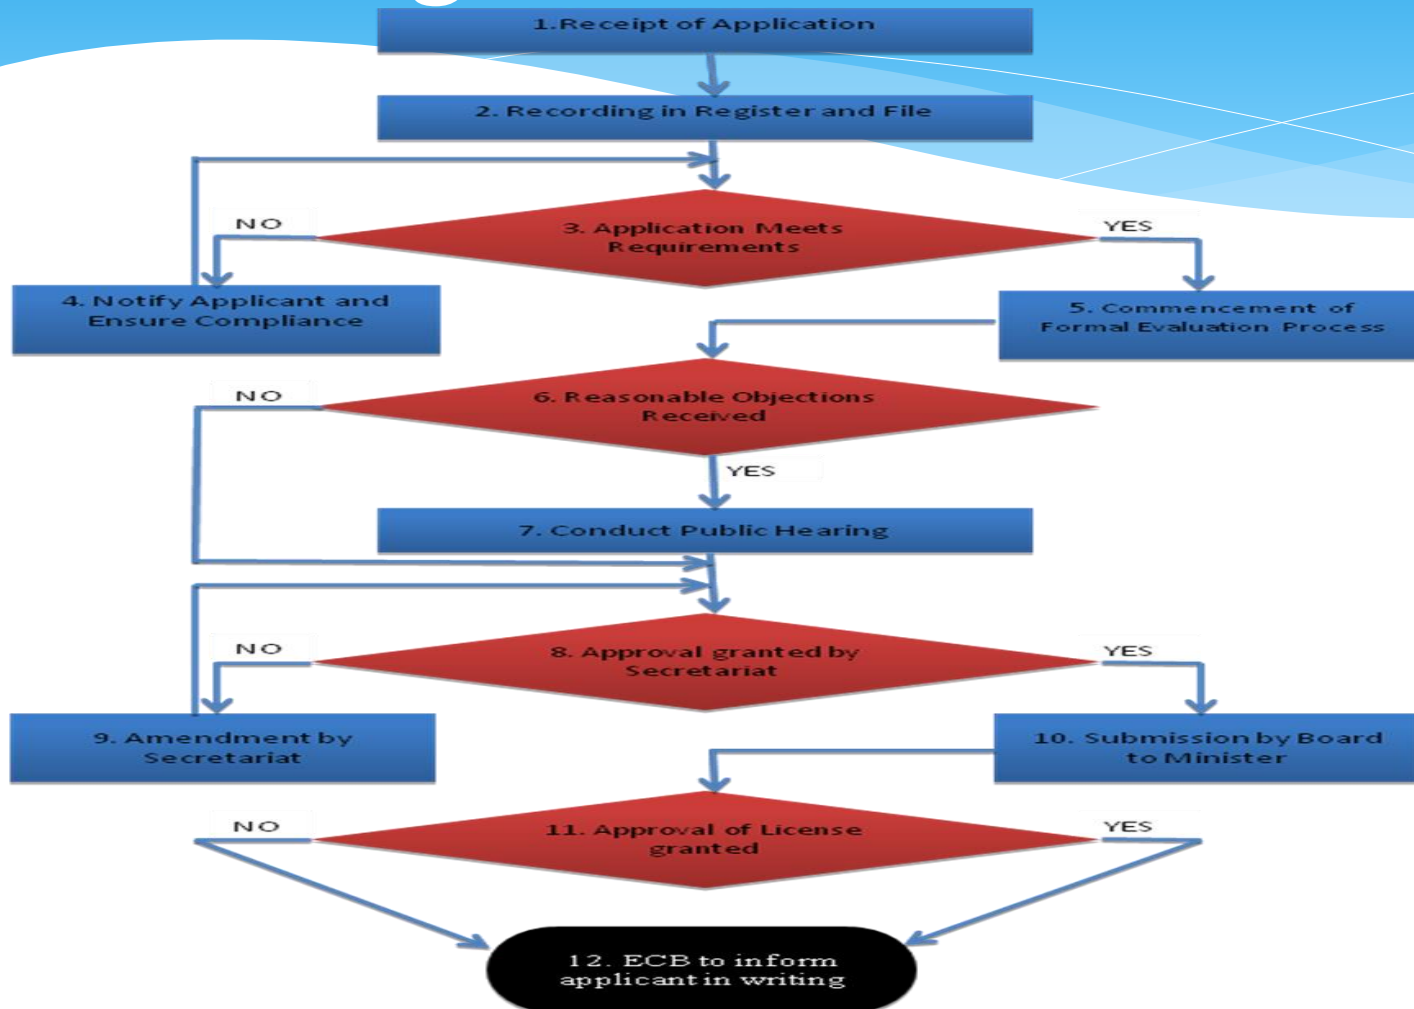 1.Receipt of Application
2. Recording in Register and File
NO
3. Application Meets
Requirements
YES
4. Notify Applicant and
Ensure Compliance
5. Commencement of
Formal Evaluation Process
NO
6. Reasonable Objections
Received
YES
7. Conduct Public Hearing
NO
8. Approval granted by
Secretariat
YES
9. Amendment by
Secretariat
10. Submission by Board
to Minister
NO
11. Approval of License
granted
YES
12. ECB to inform
applicant in writing